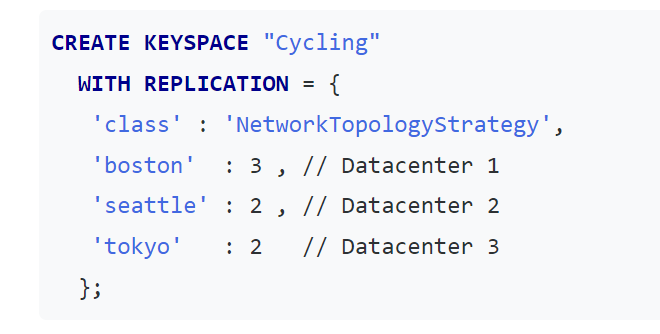 CREATE KEYSPACE "Cycling"
WITH REPLICATION = {
'class' : 'NetworkTopologyStrategy',
'boston'  : 3 , // Datacenter 1
'seattle' : 2 , // Datacenter 2
'tokyo'   : 2   // Datacenter 3
};